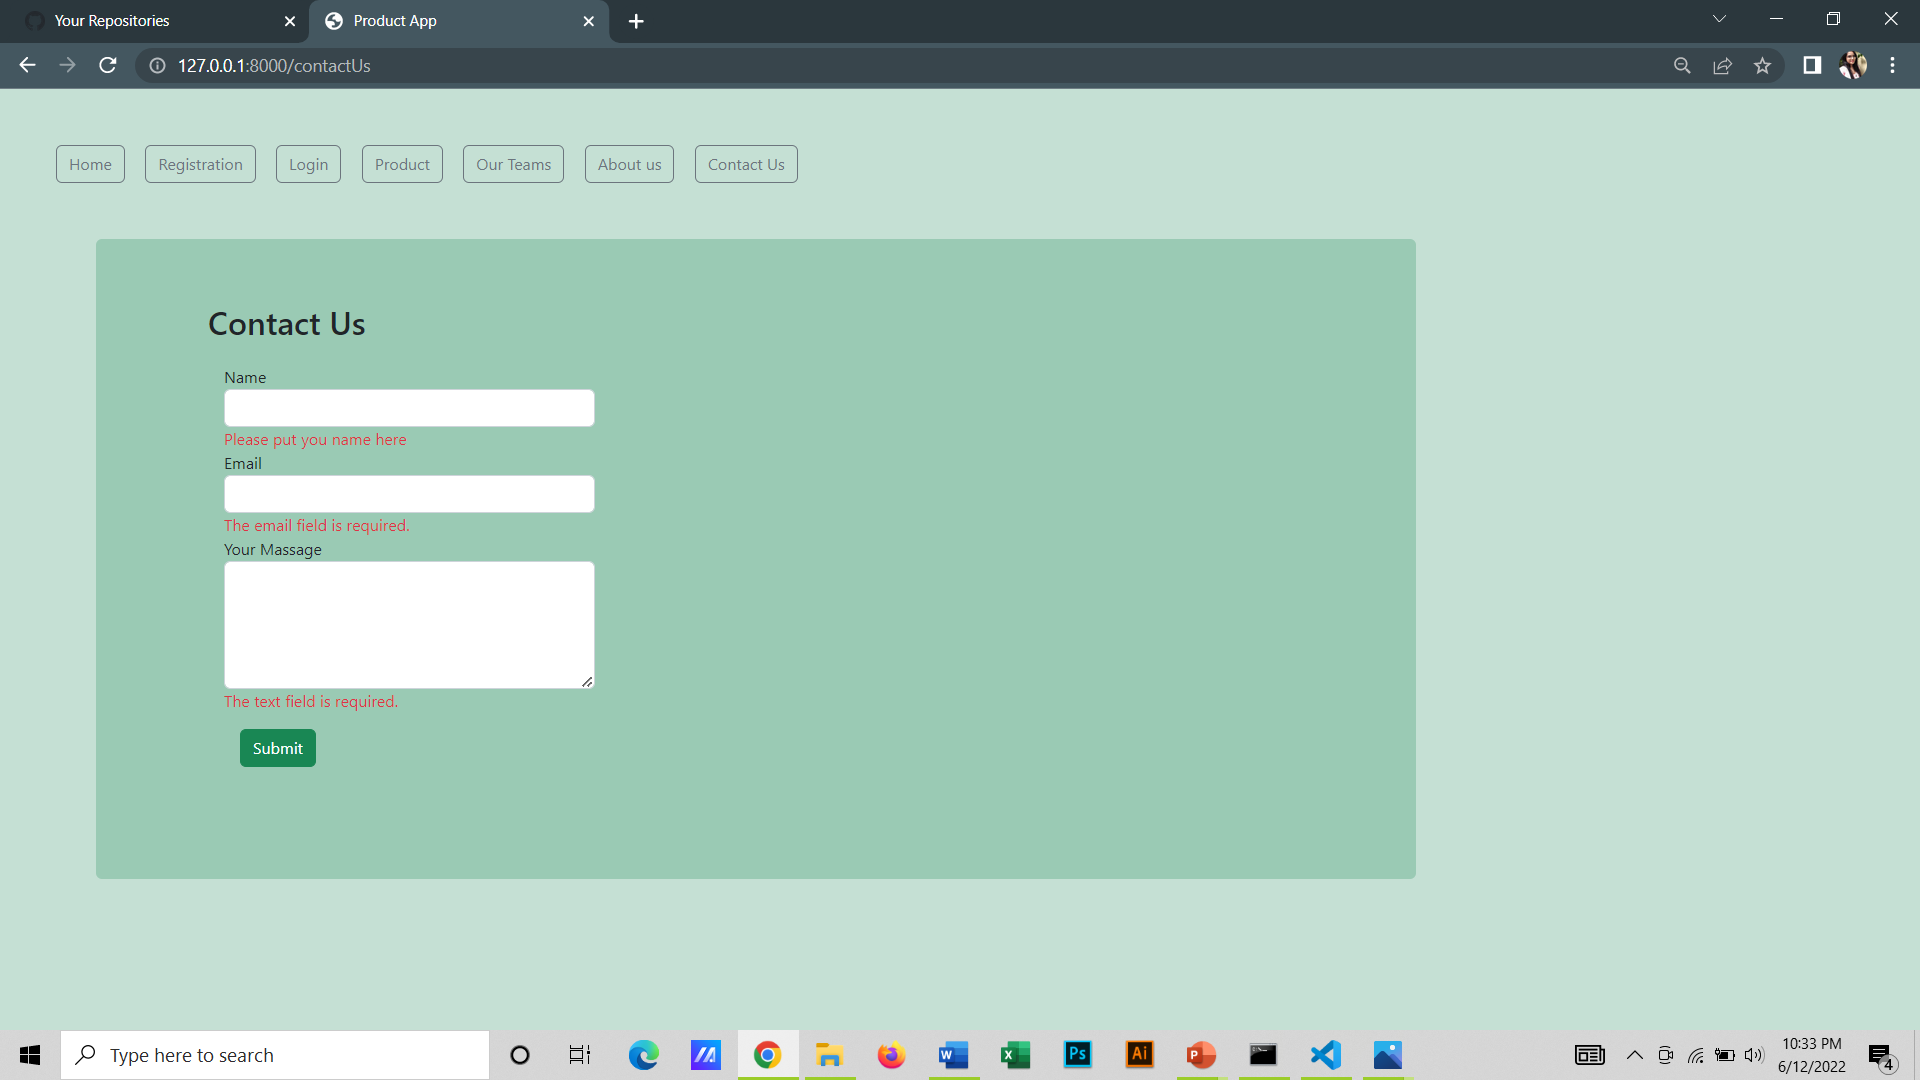 Your Repositories
Product App
127.0.0.1:8000/contactUs
Home
Registration
Login
Product
Our Teams
About us
Contact Us
Contact Us
Name
Please put you name here
Email
The email field is required.
Your Massage
The text field is required.
Submit
Type here to search
W
X
Ps
Ai
P
10:33 PM
6/12/2022
4